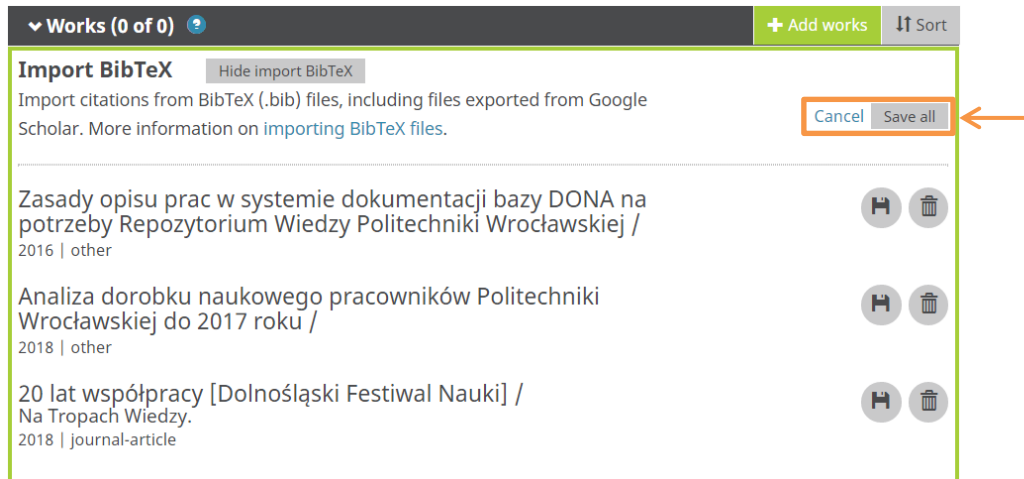 Works (0 of 0) ?
+ Add works
Sort
Import BibTeX
Hide import BibTeX
Import citations from BibTeX (.bib) files, including files exported from Google
Scholar. More information on importing BibTeX files.
Cancel
Save all
Zasady opisu prac w systemie dokumentacji bazy DONA na
potrzeby Repozytorium Wiedzy Politechniki Wrocławskiej /
2016 | other
Analiza dorobku naukowego pracowników Politechniki
Wrocławskiej do 2017 roku /
2018 | other
20 lat współpracy [Dolnośląski Festiwal Nauki] /
Na Tropach Wiedzy.
2018 | journal-article